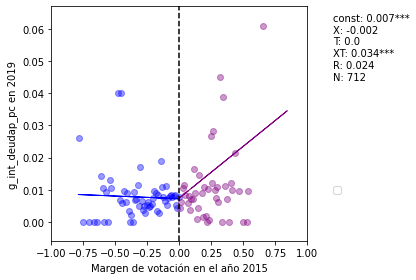 const: 0.007***
X: -0.002
T: 0.0
XT: 0.034***
R: 0.024
N: 712
g_int_deudap_pc en 2019
0.06
0.05
0.04
0.03
0.02
0.01
0.00
−1.00 −0.75 −0.50 −0.25 0.00 0.25 0.50 0.75 1.00
Margen de votación en el año 2015